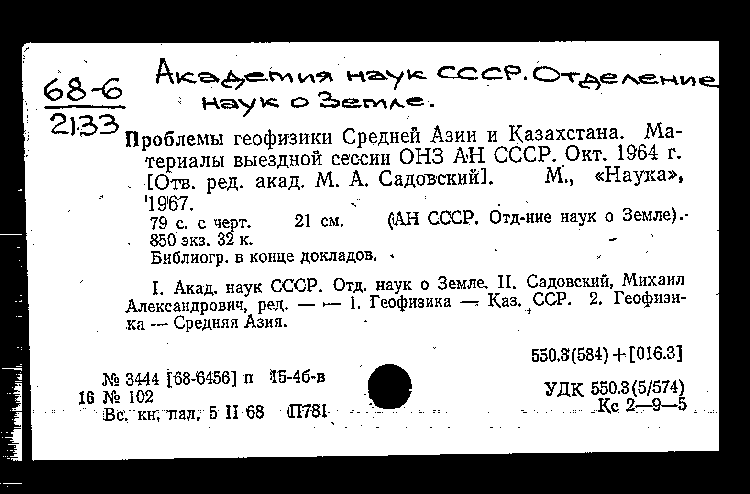 Академия наук СССР. Отделение
68-6
наук о Земле.
2133
Проблемы геофизики Средней Азии и Казахстана. Ма-
териалы выездной сессии ОНЗ АН СССР. Окт. 1964 г.
[Отв. ред. акад. М. А. Садовский]. М., «Наука»,
1967.
79 с. с черт. 21 см. (АН СССР. Отд-ние наук о Земле).
850 экз. 32 к.
Библиогр. в конце докладов.
I. Акад. наук СССР. Отд. наук о Земле. II. Садовский, Михаил
Александрович, ред. — — 1. Геофизика — Каз. ССР. 2. Геофизи-
ка — Средняя Азия.
550.3(584)+[016.3]
№ 3444 [68-6456] п 15-4б-в
УДК 550.3(5/574)
16 № 102
Кс 2—9—5
Вс. кн. пал. 5 II 68 П781